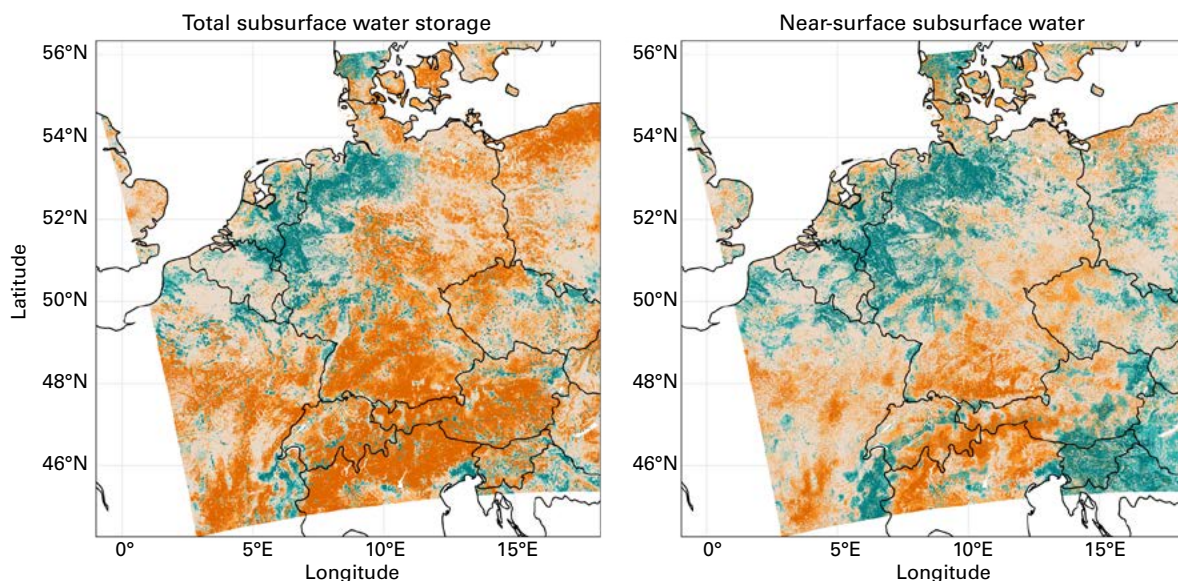 Total subsurface water storage
Near-surface subsurface water
56°N
54°N
52°N
50°N
48°N
46°N
Latitude
0°
5°E
10°E
15°E
Longitude
56°N
54°N
52°N
50°N
48°N
46°N
0°
5°E
10°E
15°E
Longitude